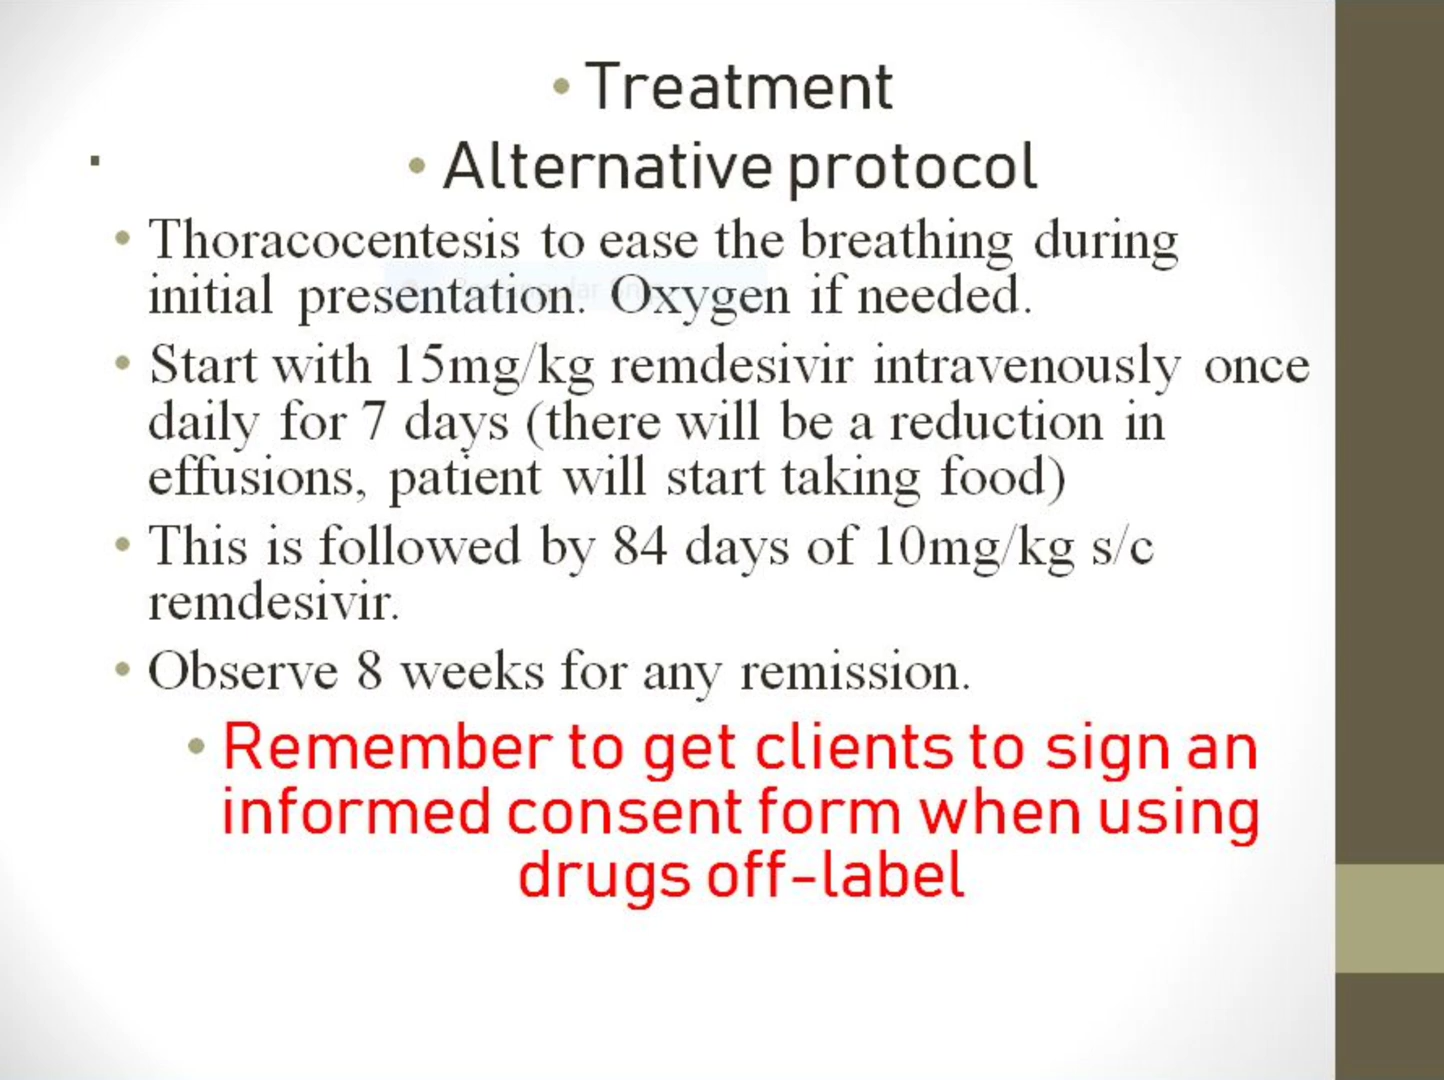 • Treatment
• Alternative protocol
• Thoracocentesis to ease the breathing during
initial presentation. Oxygen if needed.
• Start with 15mg/kg remdesivir intravenously once
daily for 7 days (there will be a reduction in
effusions, patient will start taking food)
• This is followed by 84 days of 10mg/kg s/c
remdesivir.
• Observe 8 weeks for any remission.
• Remember to get clients to sign an
informed consent form when using
drugs off-label